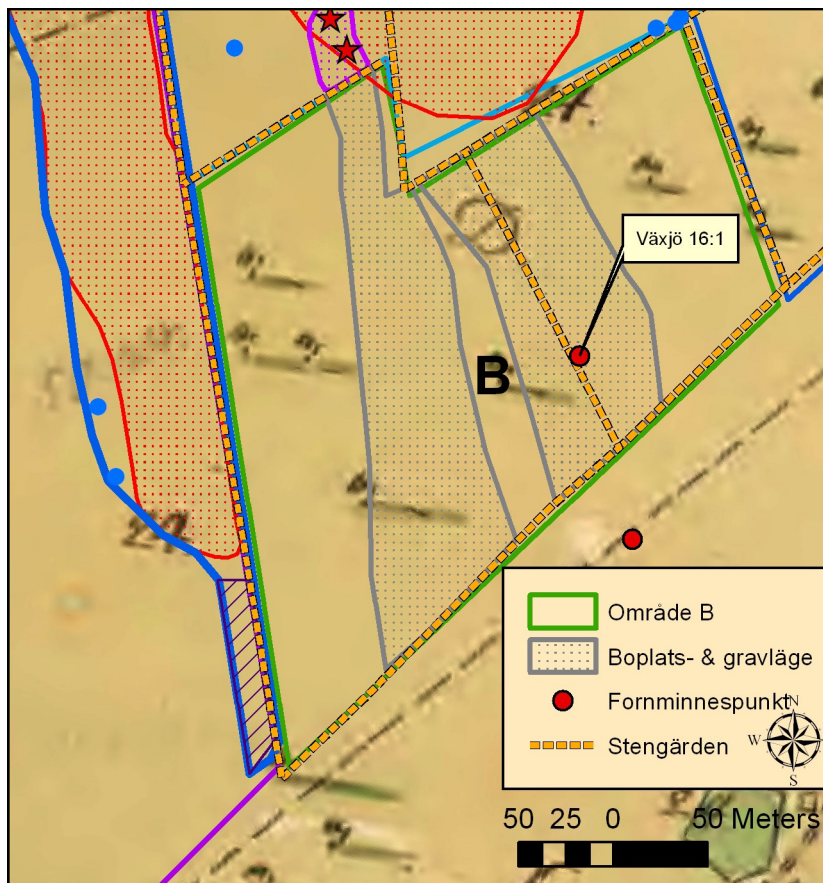 Växjö 16:1
B
Område B
Boplats- & gravläge
Fornminnespunkt
Stengärden
N
W
S
50 25 0 50 Meters